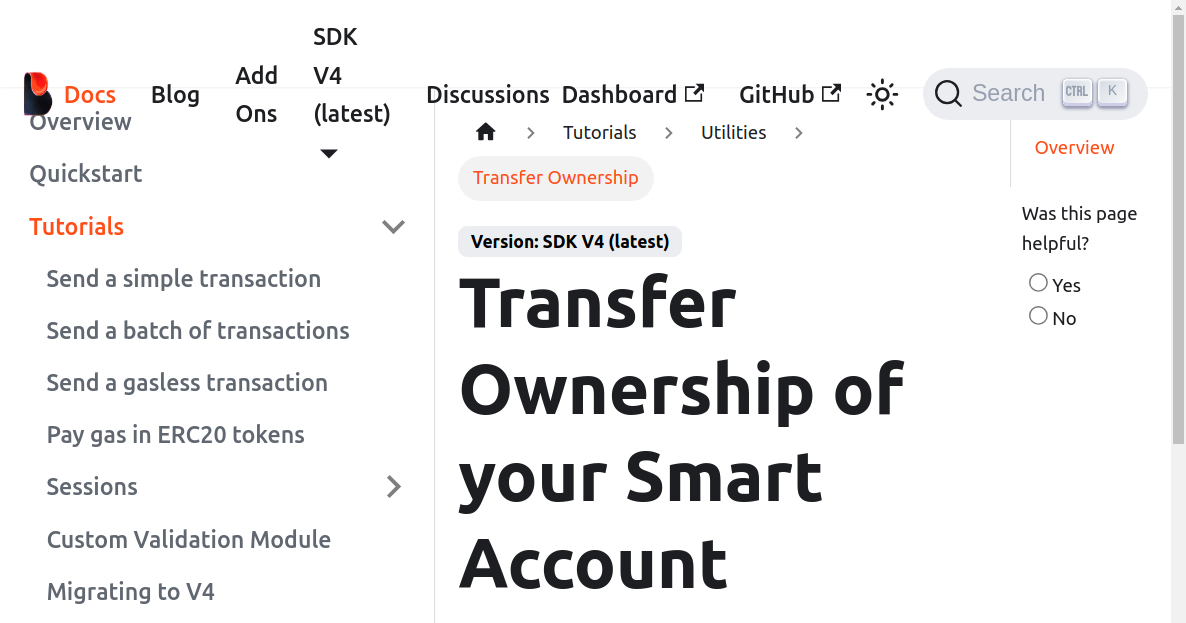 Docs
Blog
Add
Ons
SDK
V4
(latest)
Discussions
Dashboard
GitHub
Search
CTRL
K
Overview
Quickstart
Tutorials
Send a simple transaction
Send a batch of transactions
Send a gasless transaction
Pay gas in ERC20 tokens
Sessions
Custom Validation Module
Migrating to V4
Tutorials
Utilities
Transfer Ownership
Version: SDK V4 (latest)
Transfer
Ownership of
your Smart
Account
Overview
Was this page
helpful?
Yes
No